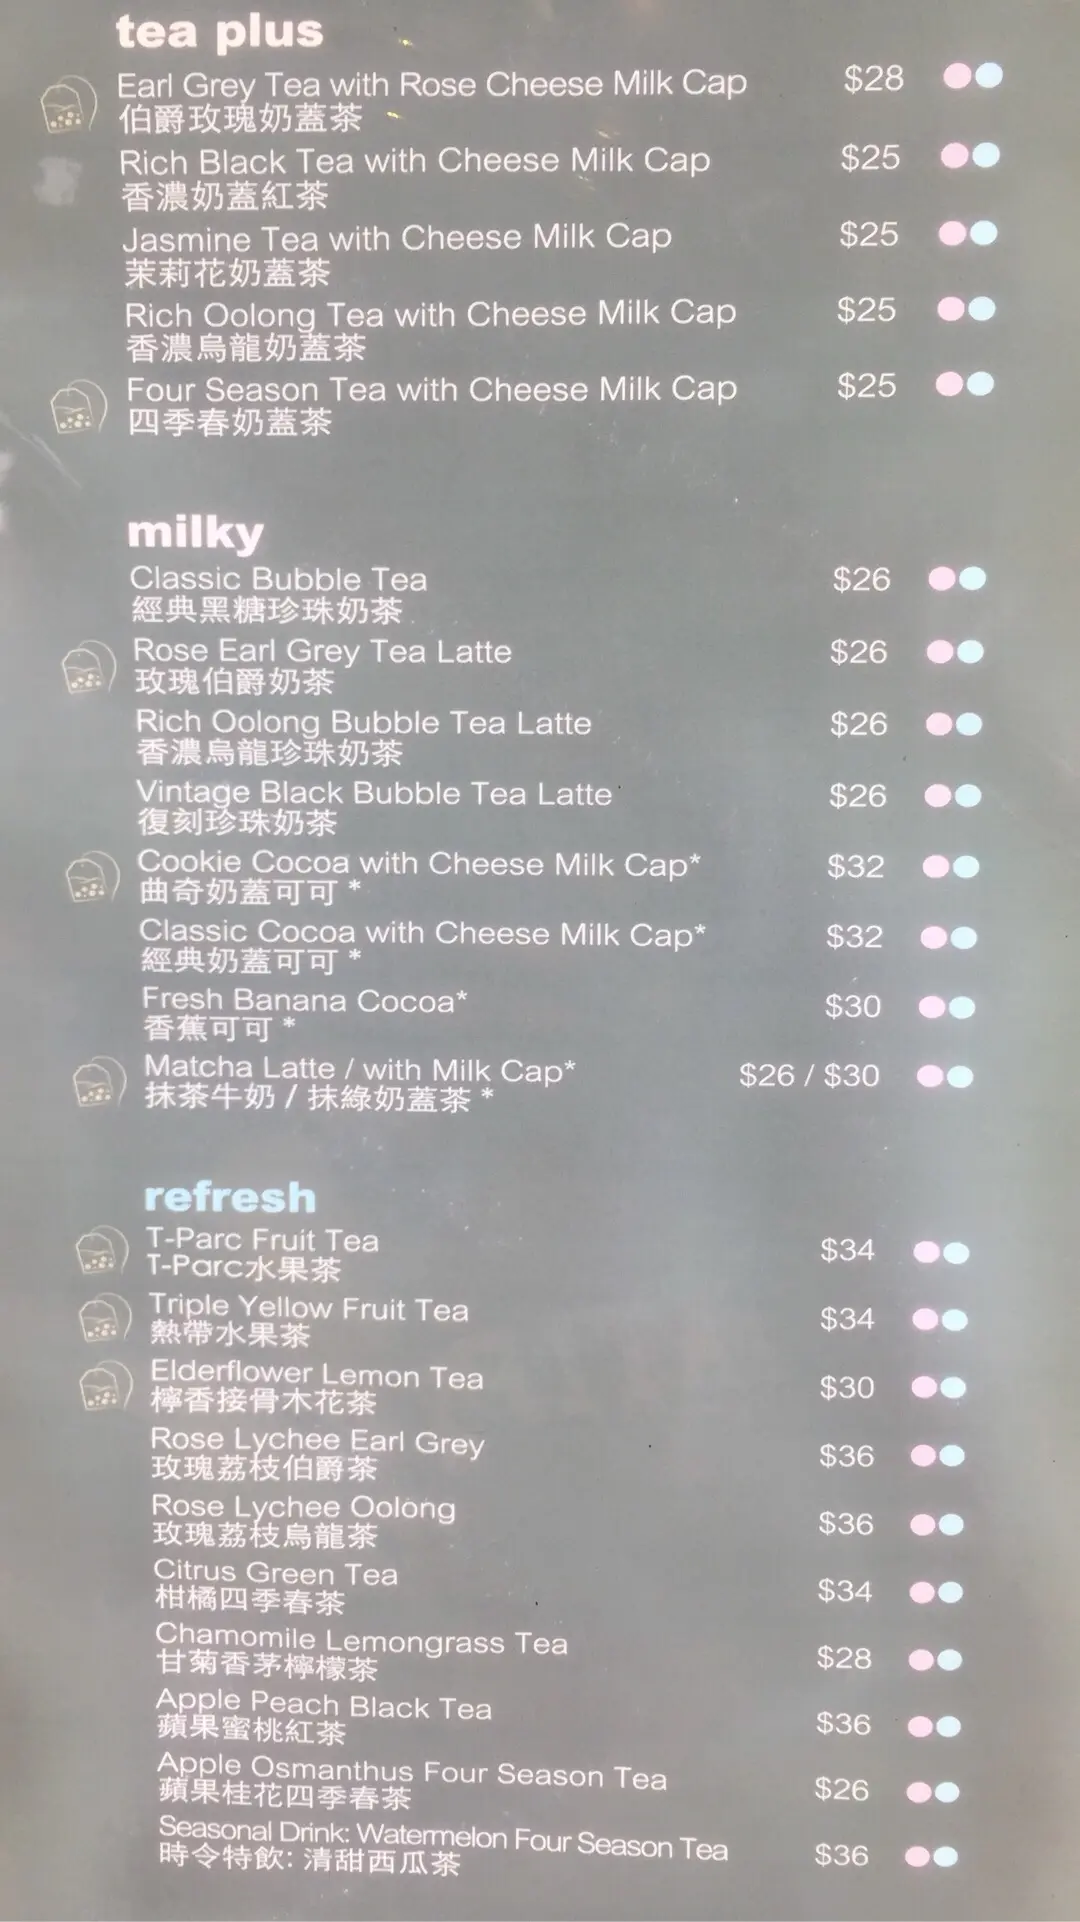 tea plus
Earl Grey Tea with Rose Cheese Milk Cap $28
伯爵玫瑰奶蓋茶
Rich Black Tea with Cheese Milk Cap $25
香濃奶蓋紅茶
Jasmine Tea with Cheese Milk Cap $25
茉莉花奶蓋茶
Rich Oolong Tea with Cheese Milk Cap $25
香濃烏龍奶蓋茶
Four Season Tea with Cheese Milk Cap $25
四季春奶蓋茶
milky
Classic Bubble Tea $26
經典黑糖珍珠奶茶
Rose Earl Grey Tea Latte $26
玫瑰伯爵奶茶
Rich Oolong Bubble Tea Latte $26
香濃烏龍珍珠奶茶
Vintage Black Bubble Tea Latte $26
復刻珍珠奶茶
Cookie Cocoa with Cheese Milk Cap* $32
曲奇奶蓋可可 *
Classic Cocoa with Cheese Milk Cap* $32
經典奶蓋可可 *
Fresh Banana Cocoa* $30
香蕉可可 *
Matcha Latte / with Milk Cap* $26 / $30
抹茶牛奶 / 抹綠奶蓋茶 *
refresh
T-Parc Fruit Tea $34
T-Parc水果茶
Triple Yellow Fruit Tea $34
熱帶水果茶
Elderflower Lemon Tea $30
檸香接骨木花茶
Rose Lychee Earl Grey $36
玫瑰荔枝伯爵茶
Rose Lychee Oolong $36
玫瑰荔枝烏龍茶
Citrus Green Tea $34
柑橘四季春茶
Chamomile Lemongrass Tea $28
甘菊香茅檸檬茶
Apple Peach Black Tea $36
蘋果蜜桃紅茶
Apple Osmanthus Four Season Tea $26
蘋果桂花四季春茶
Seasonal Drink: Watermelon Four Season Tea $36
時令特飲: 清甜西瓜茶